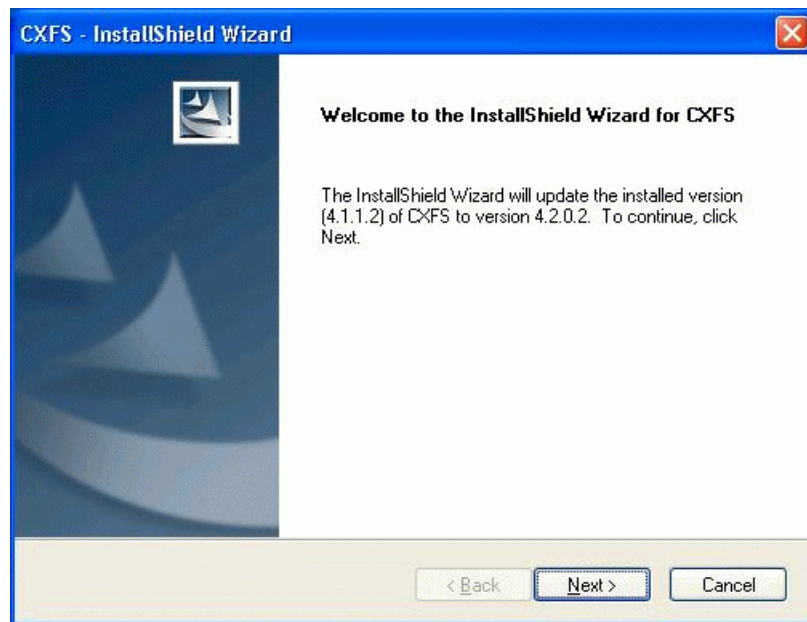 CXFS - InstallShield Wizard
Welcome to the InstallShield Wizard for CXFS
The InstallShield Wizard will update the installed version
(4.1.1.2) of CXFS to version 4.2.0.2. To continue, click
Next.
< Back
Next >
Cancel